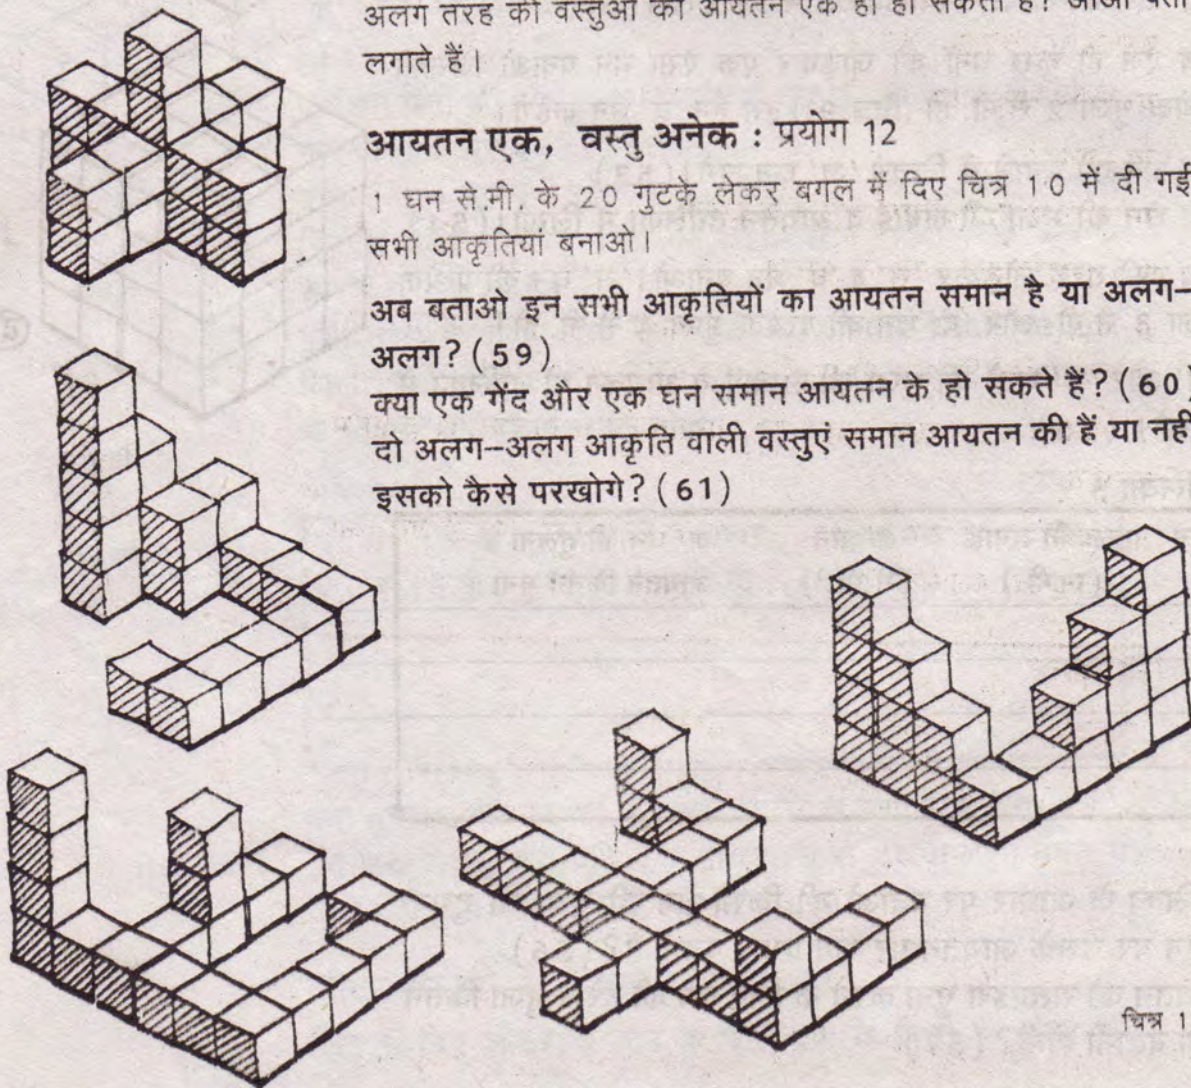 अलग तरह की वस्तुओं का आयतन एक ही हो सकता है? आओ पता
लगाते हैं।
आयतन एक, वस्तु अनेक : प्रयोग 12
1 घन से.मी. के 20 गुटके लेकर बगल में दिए चित्र 10 में दी गई
सभी आकृतियां बनाओ।
अब बताओ इन सभी आकृतियों का आयतन समान है या अलग–
अलग? (59)
क्या एक गेंद और एक घन समान आयतन के हो सकते हैं? (60)
दो अलग–अलग आकृति वाली वस्तुएं समान आयतन की हैं या नहीं
इसको कैसे परखोगे? (61)
चित्र 1